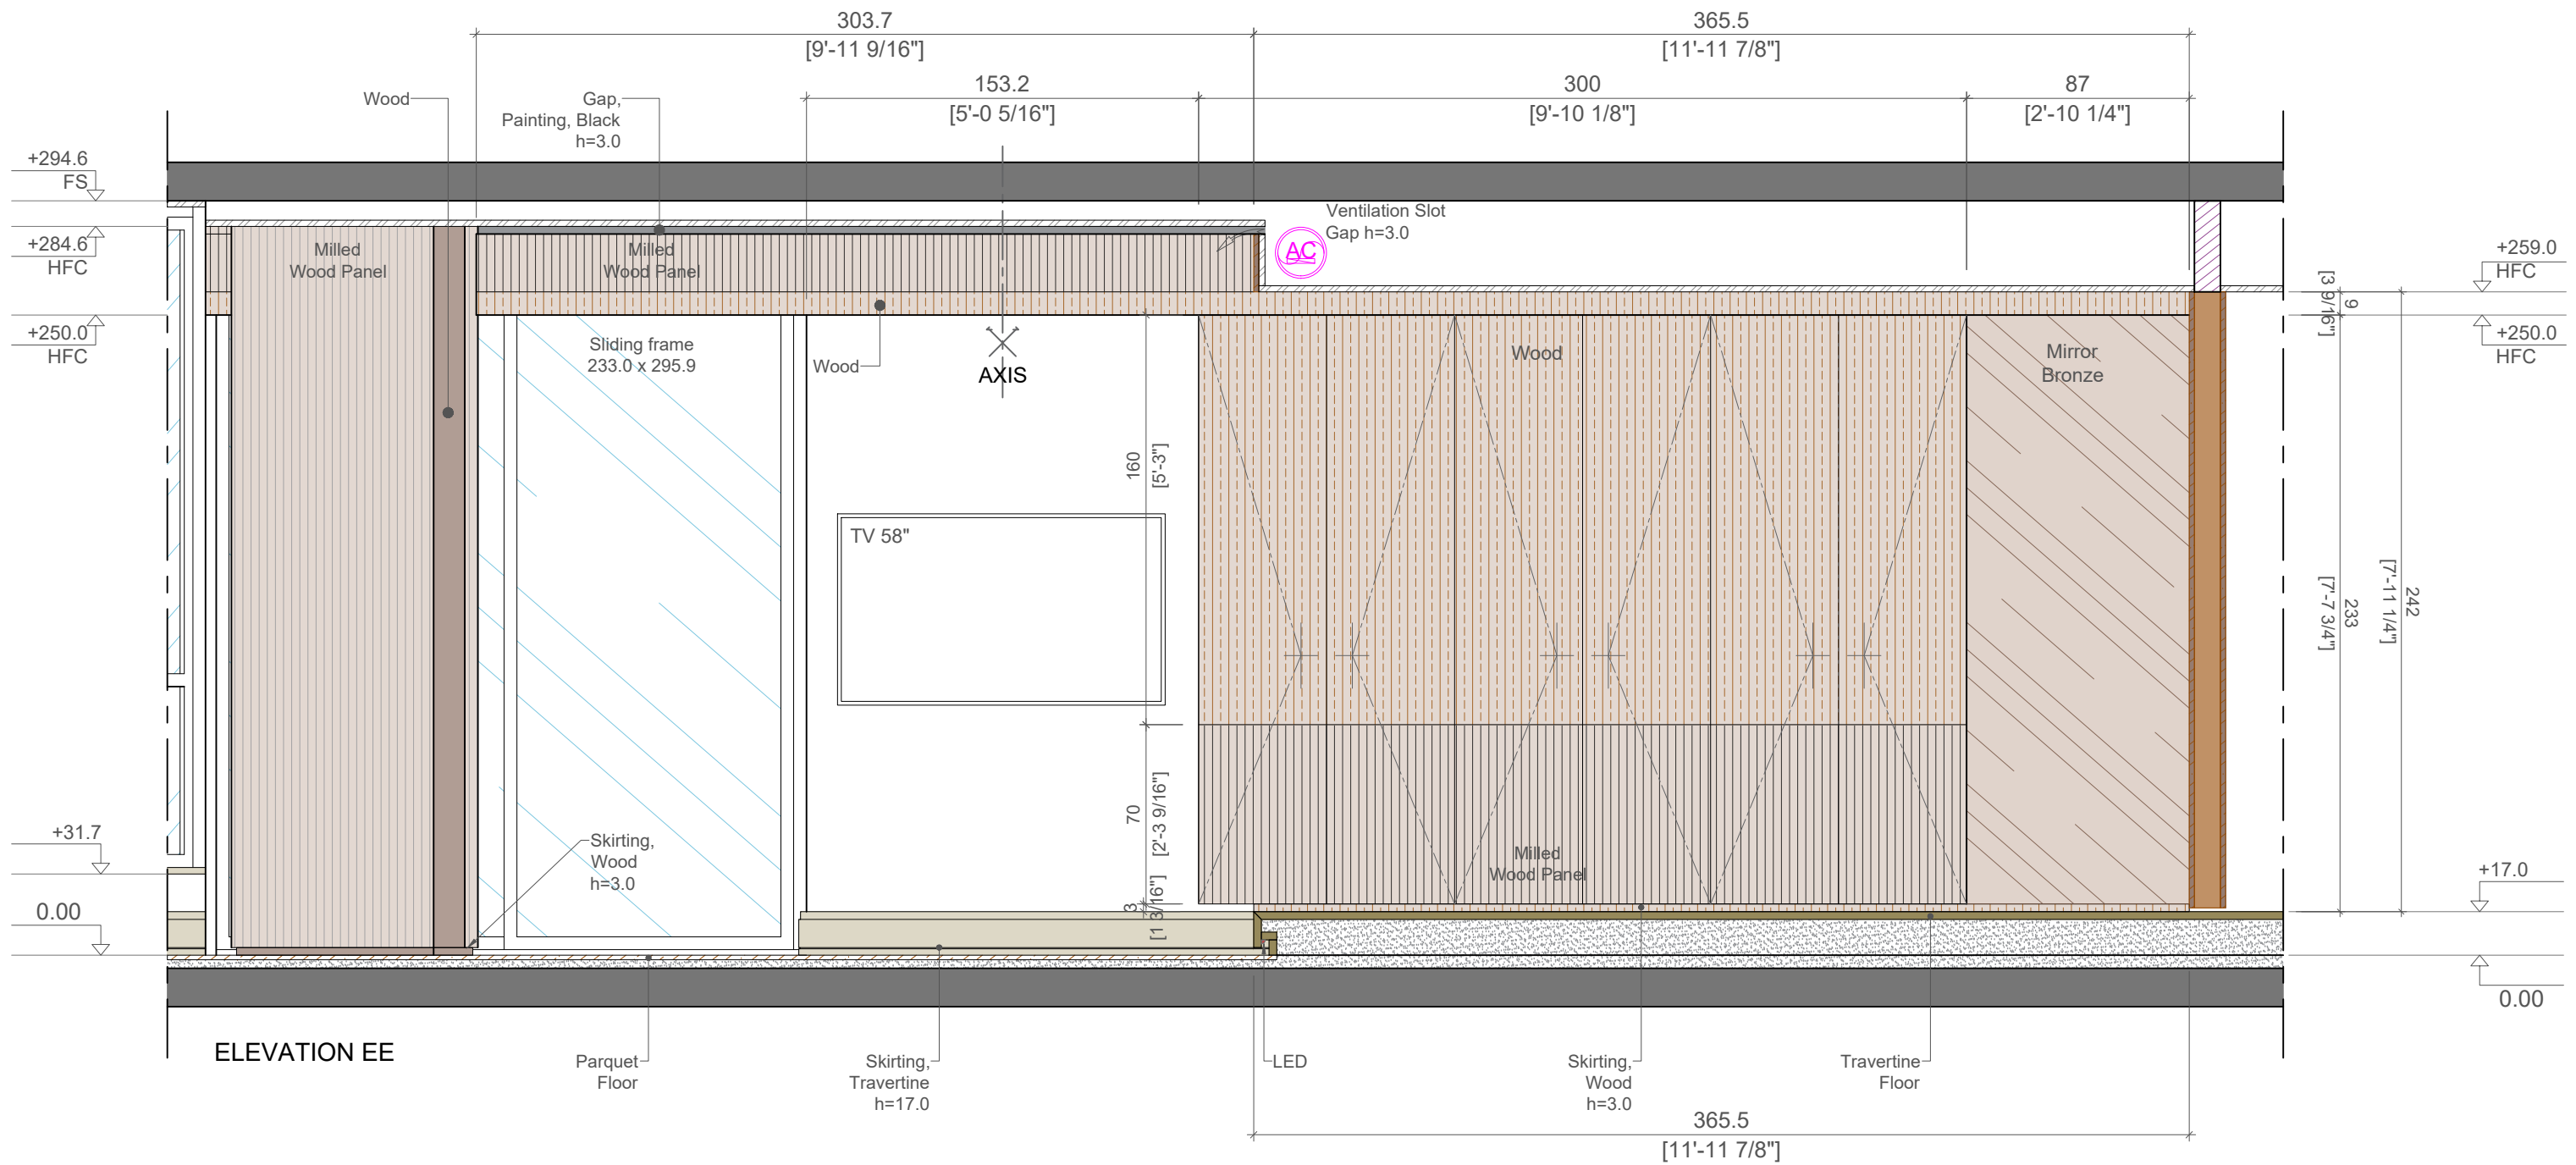 303.7
[9'-11 9/16"]
365.5
[11'-11 7/8"]
153.2
[5'-0 5/16"]
300
[9'-10 1/8"]
87
[2'-10 1/4"]
Wood
Gap,
Painting, Black
h=3.0
+294.6
FS
+284.6
HFC
+250.0
HFC
+31.7
0.00
Milled
Wood Panel
Milled
Wood Panel
Ventilation Slot
Gap h=3.0
AC
Sliding frame
233.0 x 295.9
Wood
AXIS
TV 58"
160
[5'-3"]
70
[2'-3 9/16"]
3
[1 3/16"]
Wood
Mirror
Bronze
Milled
Wood Panel
Skirting,
Wood
h=3.0
+259.0
HFC
+250.0
HFC
9
[3 9/16"]
233
[7'-7 3/4"]
242
[7'-11 1/4"]
+17.0
0.00
ELEVATION EE
Parquet
Floor
Skirting,
Travertine
h=17.0
LED
Skirting,
Wood
h=3.0
Travertine
Floor
365.5
[11'-11 7/8"]